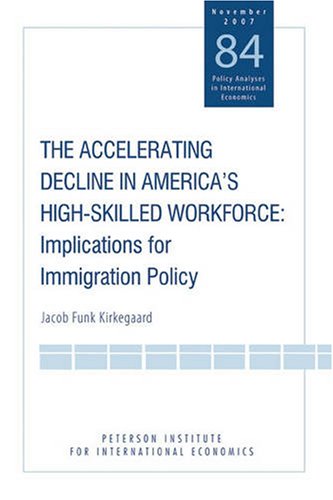 November
2007
84
Policy Analyses
in International
Economics
THE ACCELERATING
DECLINE IN AMERICA'S
HIGH-SKILLED WORKFORCE:
Implications for
Immigration Policy
Jacob Funk Kirkegaard
PETERSON INSTITUTE
FOR INTERNATIONAL ECONOMICS